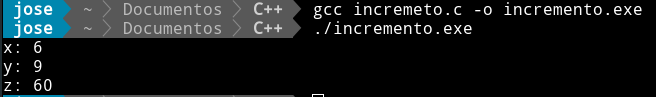 jose ~ Documentos C++ gcc incremeto.c -o incremento.exe
jose ~ Documentos C++ ./incremento.exe
x: 6
y: 9
z: 60